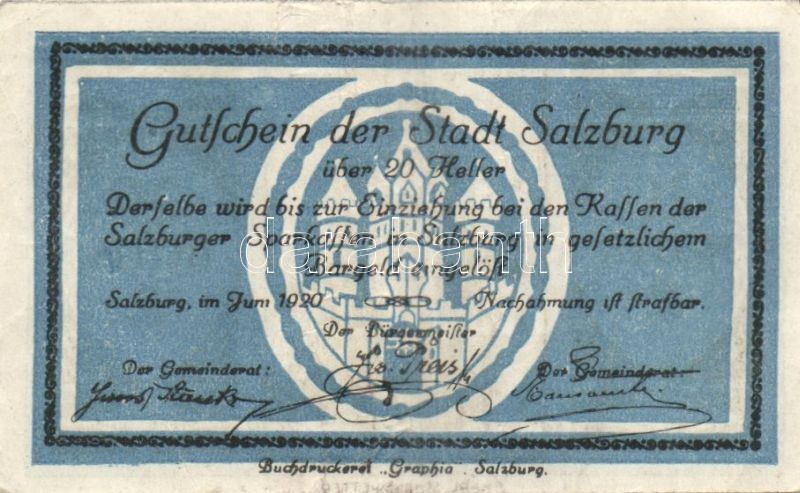 Gutſchein der Stadt Salzburg
über 20 Heller
Derſelbe wird bis zur Einziehung bei den Kaſſen der
Salzburger Sparkaſſen in Salzburg in geſetzlichem
Bargeld eingelöſt.
Salzburg, im Juni 1920 Nachahmung iſt ſtrafbar.
Der Bürgermeiſter
Der Gemeinderat: Der Gemeinderat:
Preis
Buchdruckerei „Graphia“, Salzburg.
darabanth